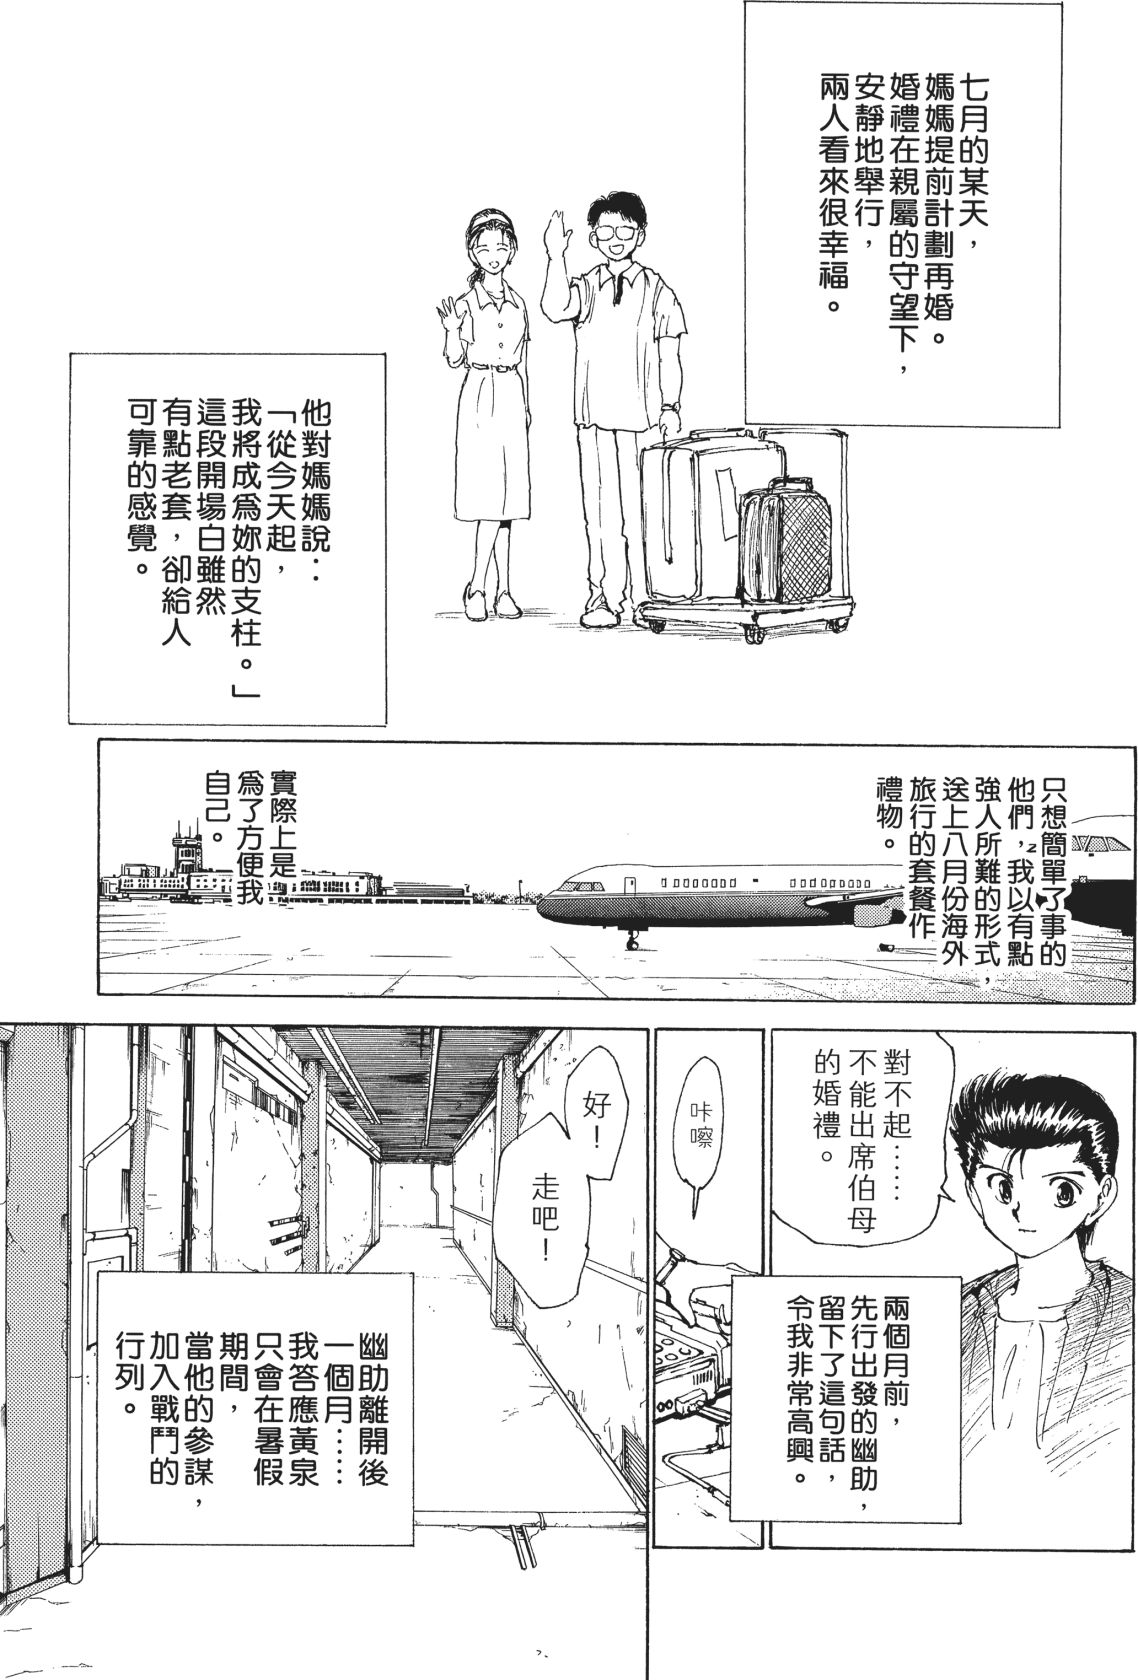 七月的某天，
媽媽提前計劃再婚。
婚禮在親屬的守望下，
安靜地舉行，
兩人看來很幸福。
他對媽媽說：
「從今天起，
我將成為妳的支柱。」
這段開場白雖然
有點老套，卻給人
可靠的感覺。
只想簡單了事的
他們，我以有點
強人所難的形式，
送上八月份海外
旅行的套餐作
禮物。
實際上是
為了方便我
自己。
對不起……
不能出席伯母
的婚禮。
兩個月前，
先行出發的幽助，
留下了這句話，
令我非常高興。
咔嚓
好！
走吧！
幽助離開後
一個月……
我答應黃泉
只會在暑假
期間，
當他的參謀，
加入戰鬥的
行列。